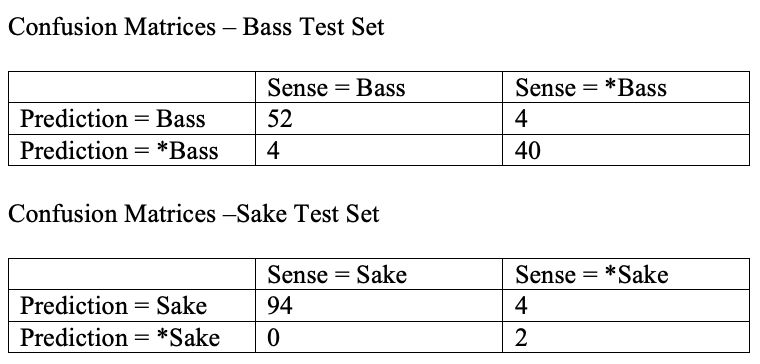 Confusion Matrices – Bass Test Set
Sense = Bass Sense = *Bass
Prediction = Bass 52 4
Prediction = *Bass 4 40
Confusion Matrices –Sake Test Set
Sense = Sake Sense = *Sake
Prediction = Sake 94 4
Prediction = *Sake 0 2